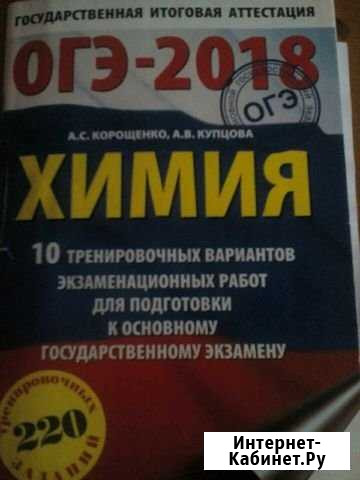 ГОСУДАРСТВЕННАЯ ИТОГОВАЯ АТТЕСТАЦИЯ
ОГЭ-2018
ОГЭ
А.С. КОРОЩЕНКО, А.В. КУПЦОВА
ХИМИЯ
10 ТРЕНИРОВОЧНЫХ ВАРИАНТОВ
ЭКЗАМЕНАЦИОННЫХ РАБОТ
ДЛЯ ПОДГОТОВКИ
К ОСНОВНОМУ
ГОСУДАРСТВЕННОМУ ЭКЗАМЕНУ
тренировочных
220
заданий
Интернет-
Кабинет.Ру